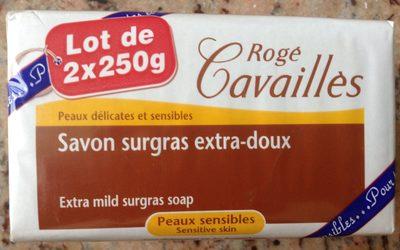 Lot de
2x250g
Rogé
Cavaillès
Peaux délicates et sensibles
Savon surgras extra-doux
Extra mild surgras soap
Peaux sensibles
Sensitive skin
...Pour